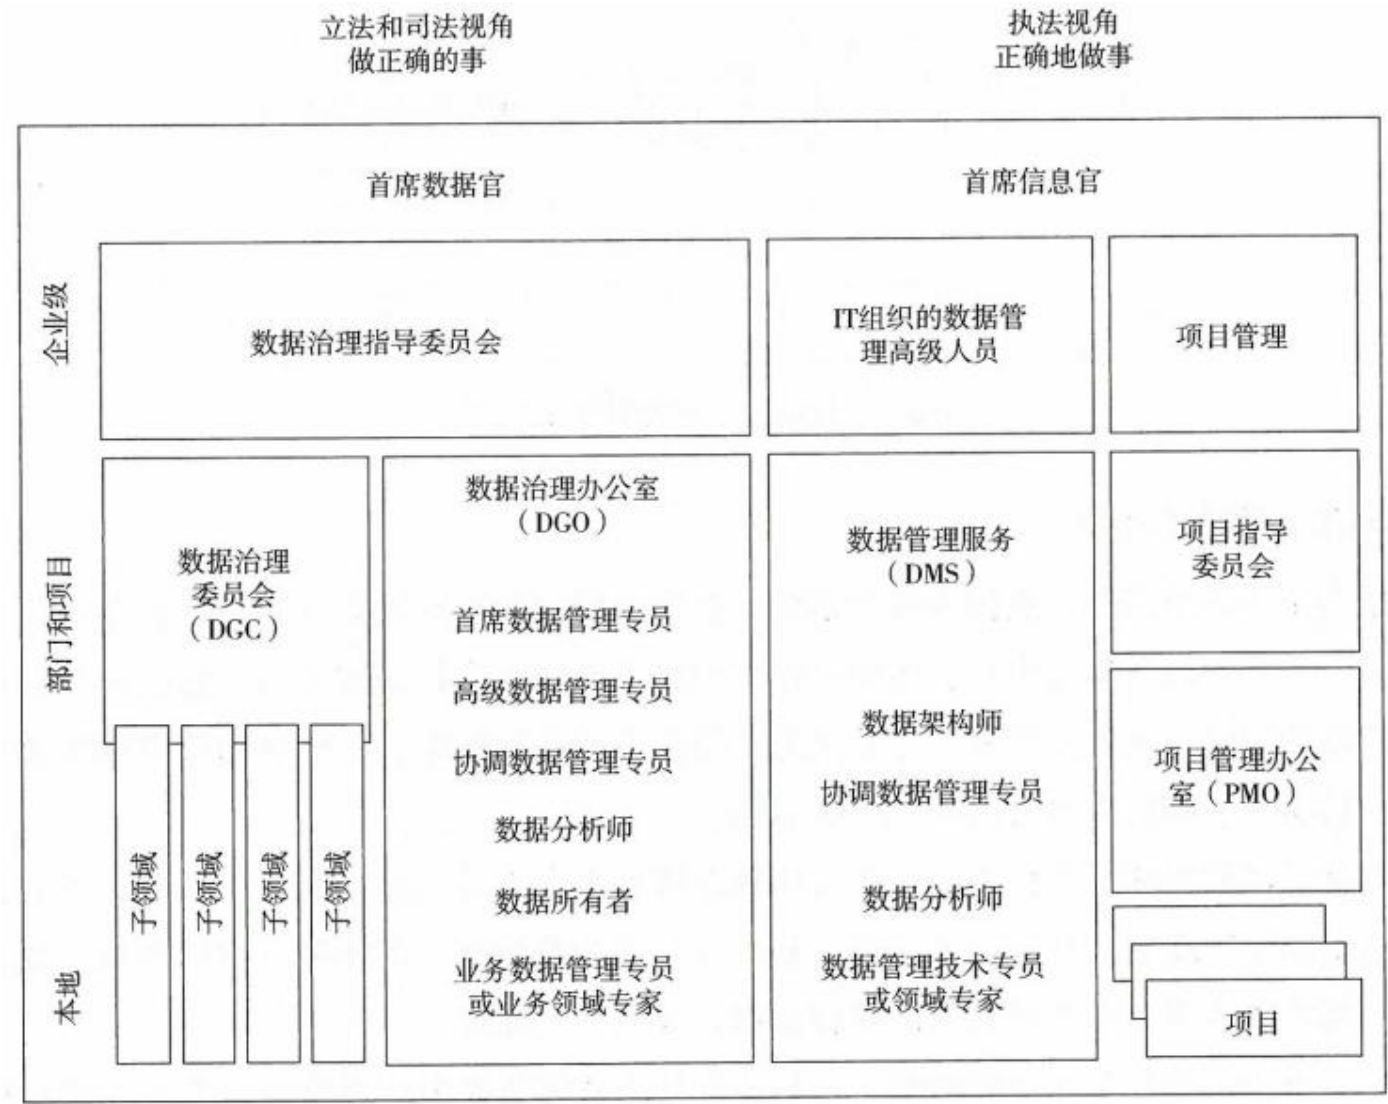 立法和司法视角
做正确的事
执法视角
正确地做事
首席数据官
首席信息官
企业级
数据治理指导委员会
IT组织的数据管
理高级人员
项目管理
部门和项目
数据治理
委员会
（DGC）
数据治理办公室
（DGO）
首席数据管理专员
高级数据管理专员
协调数据管理专员
数据分析师
数据所有者
业务数据管理专员
或业务领域专家
数据管理服务
（DMS）
数据架构师
协调数据管理专员
数据分析师
数据管理技术专员
或领域专家
项目指导
委员会
项目管理办公
室（PMO）
本地
子领域
子领域
子领域
子领域
项目